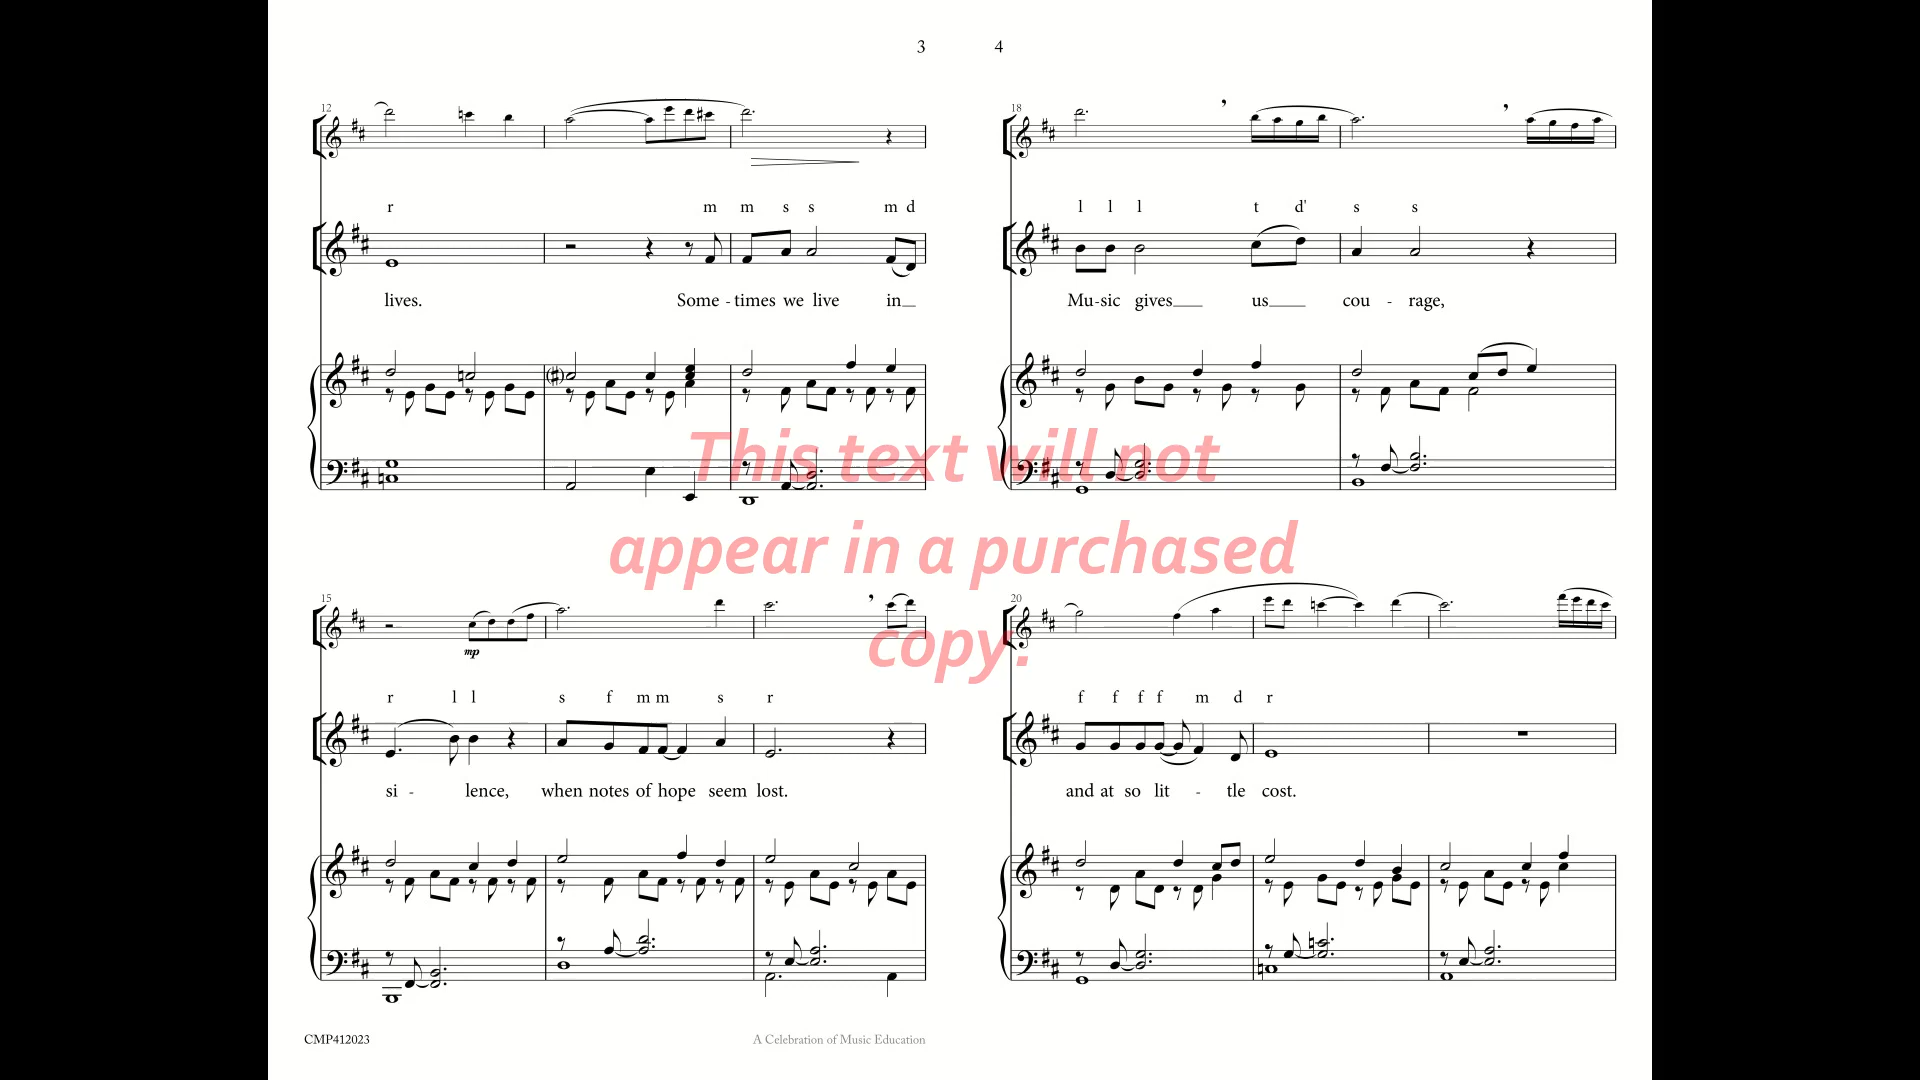 3
12
r m m s s m d
lives. Some - times we live in
15
mp
r l l s f m m s r
si - lence, when notes of hope seem lost.
CMP412023
A Celebration of Music Education
4
18
l l l t d' s s
Mu-sic gives us cou - rage,
20
f f f f m d r
and at so lit - tle cost.
This text will not
appear in a purchased
copy.